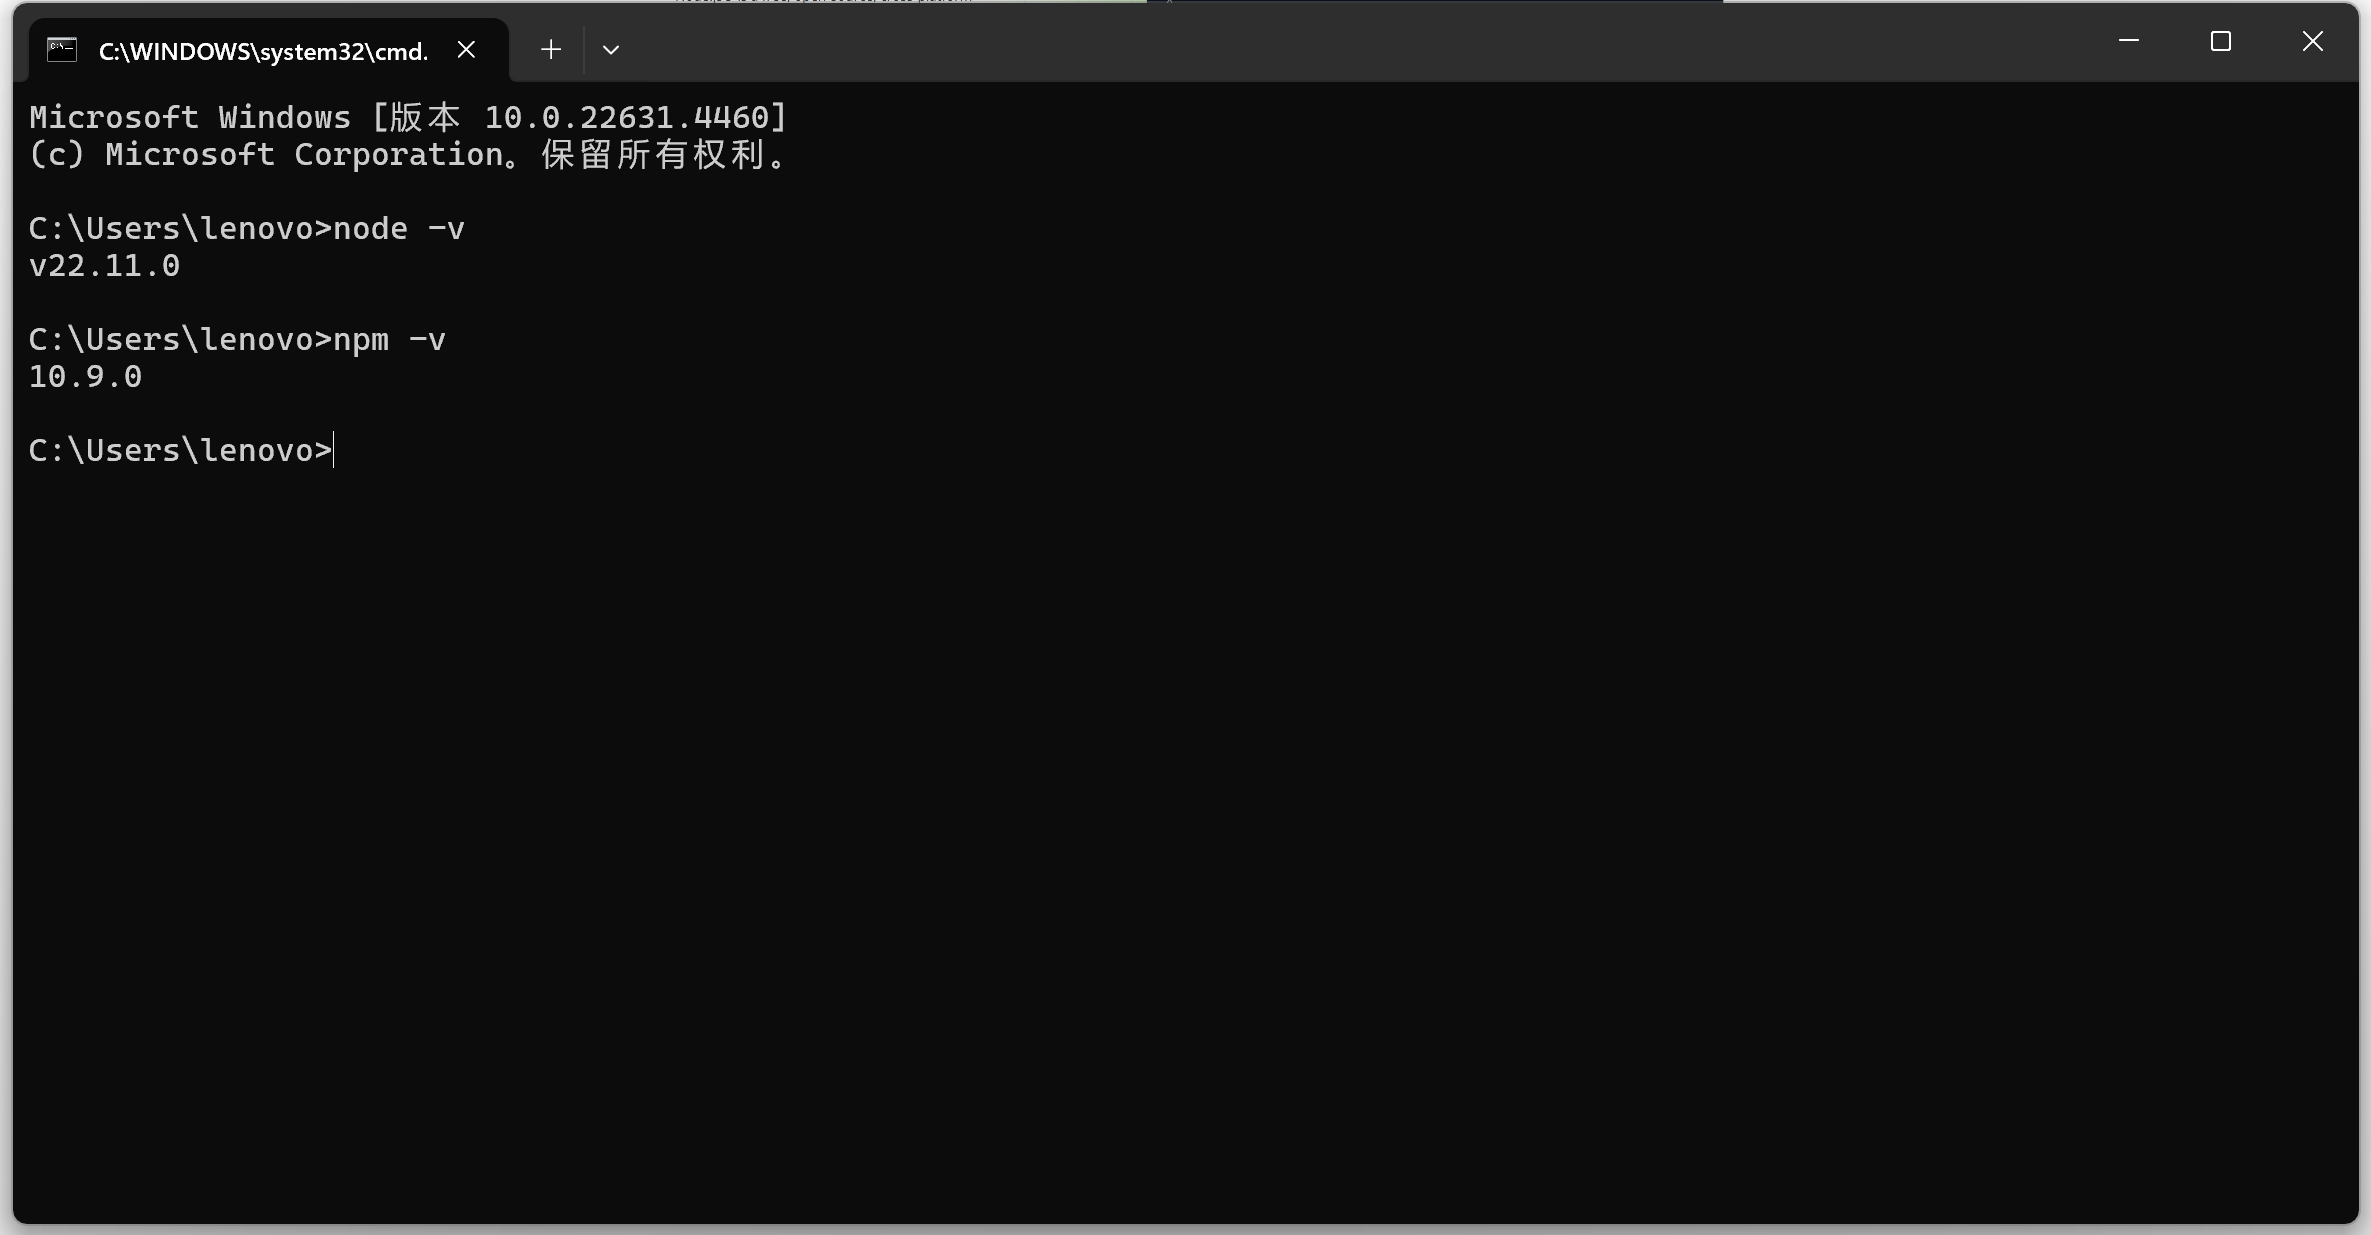 C:\WINDOWS\system32\cmd.
Microsoft Windows [版本 10.0.22631.4460]
(c) Microsoft Corporation。保留所有权利。
C:\Users\lenovo>node -v
v22.11.0
C:\Users\lenovo>npm -v
10.9.0
C:\Users\lenovo>